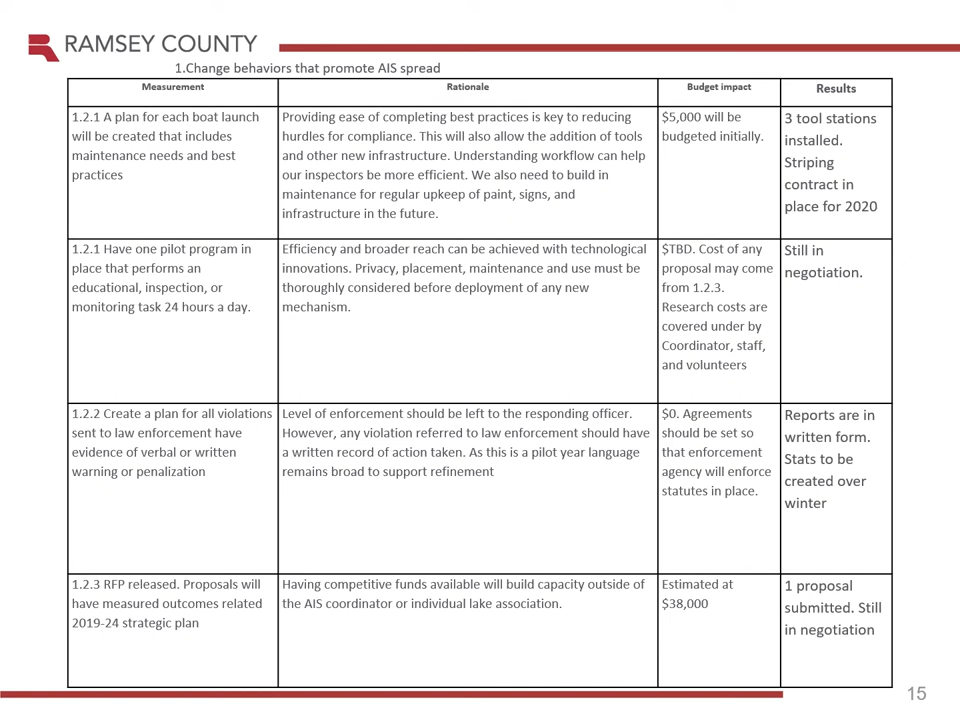 RAMSEY COUNTY
1.Change behaviors that promote AIS spread
Measurement
Rationale
Budget impact
Results
1.2.1 A plan for each boat launch
will be created that includes
maintenance needs and best
practices
Providing ease of completing best practices is key to reducing
hurdles for compliance. This will also allow the addition of tools
and other new infrastructure. Understanding workflow can help
our inspectors be more efficient. We also need to build in
maintenance for regular upkeep of paint, signs, and
infrastructure in the future.
$5,000 will be
budgeted initially.
3 tool stations
installed.
Striping
contract in
place for 2020
1.2.1 Have one pilot program in
place that performs an
educational, inspection, or
monitoring task 24 hours a day.
Efficiency and broader reach can be achieved with technological
innovations. Privacy, placement, maintenance and use must be
thoroughly considered before deployment of any new
mechanism.
$TBD. Cost of any
proposal may come
from 1.2.3.
Research costs are
covered under by
Coordinator, staff,
and volunteers
Still in
negotiation.
1.2.2 Create a plan for all violations
sent to law enforcement have
evidence of verbal or written
warning or penalization
Level of enforcement should be left to the responding officer.
However, any violation referred to law enforcement should have
a written record of action taken. As this is a pilot year language
remains broad to support refinement
$0. Agreements
should be set so
that enforcement
agency will enforce
statutes in place.
Reports are in
written form.
Stats to be
created over
winter
1.2.3 RFP released. Proposals will
have measured outcomes related
2019-24 strategic plan
Having competitive funds available will build capacity outside of
the AIS coordinator or individual lake association.
Estimated at
$38,000
1 proposal
submitted. Still
in negotiation
15